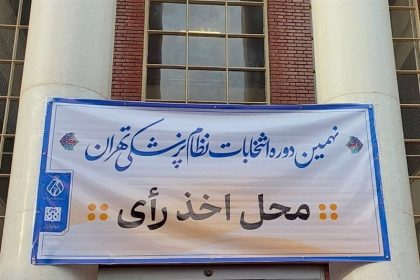 نهمین دوره انتخابات نظام پزشکی تهران
محل اخذ رأی